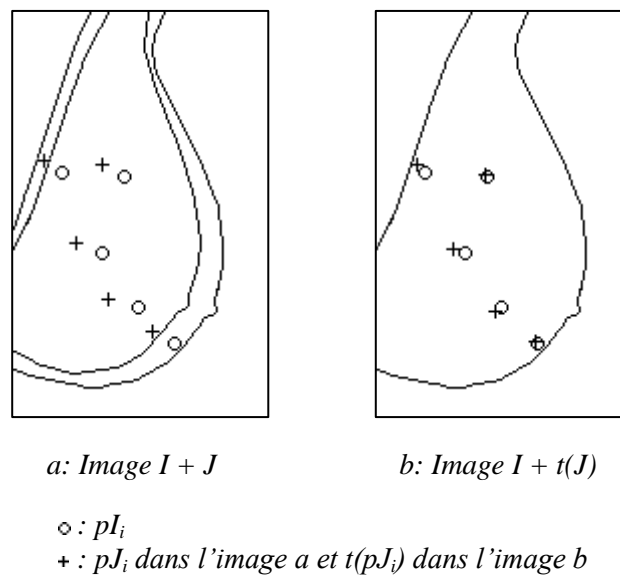 a: Image I + J
b: Image I + t(J)
o : pIi
+ : pJi dans l'image a et t(pJi) dans l'image b